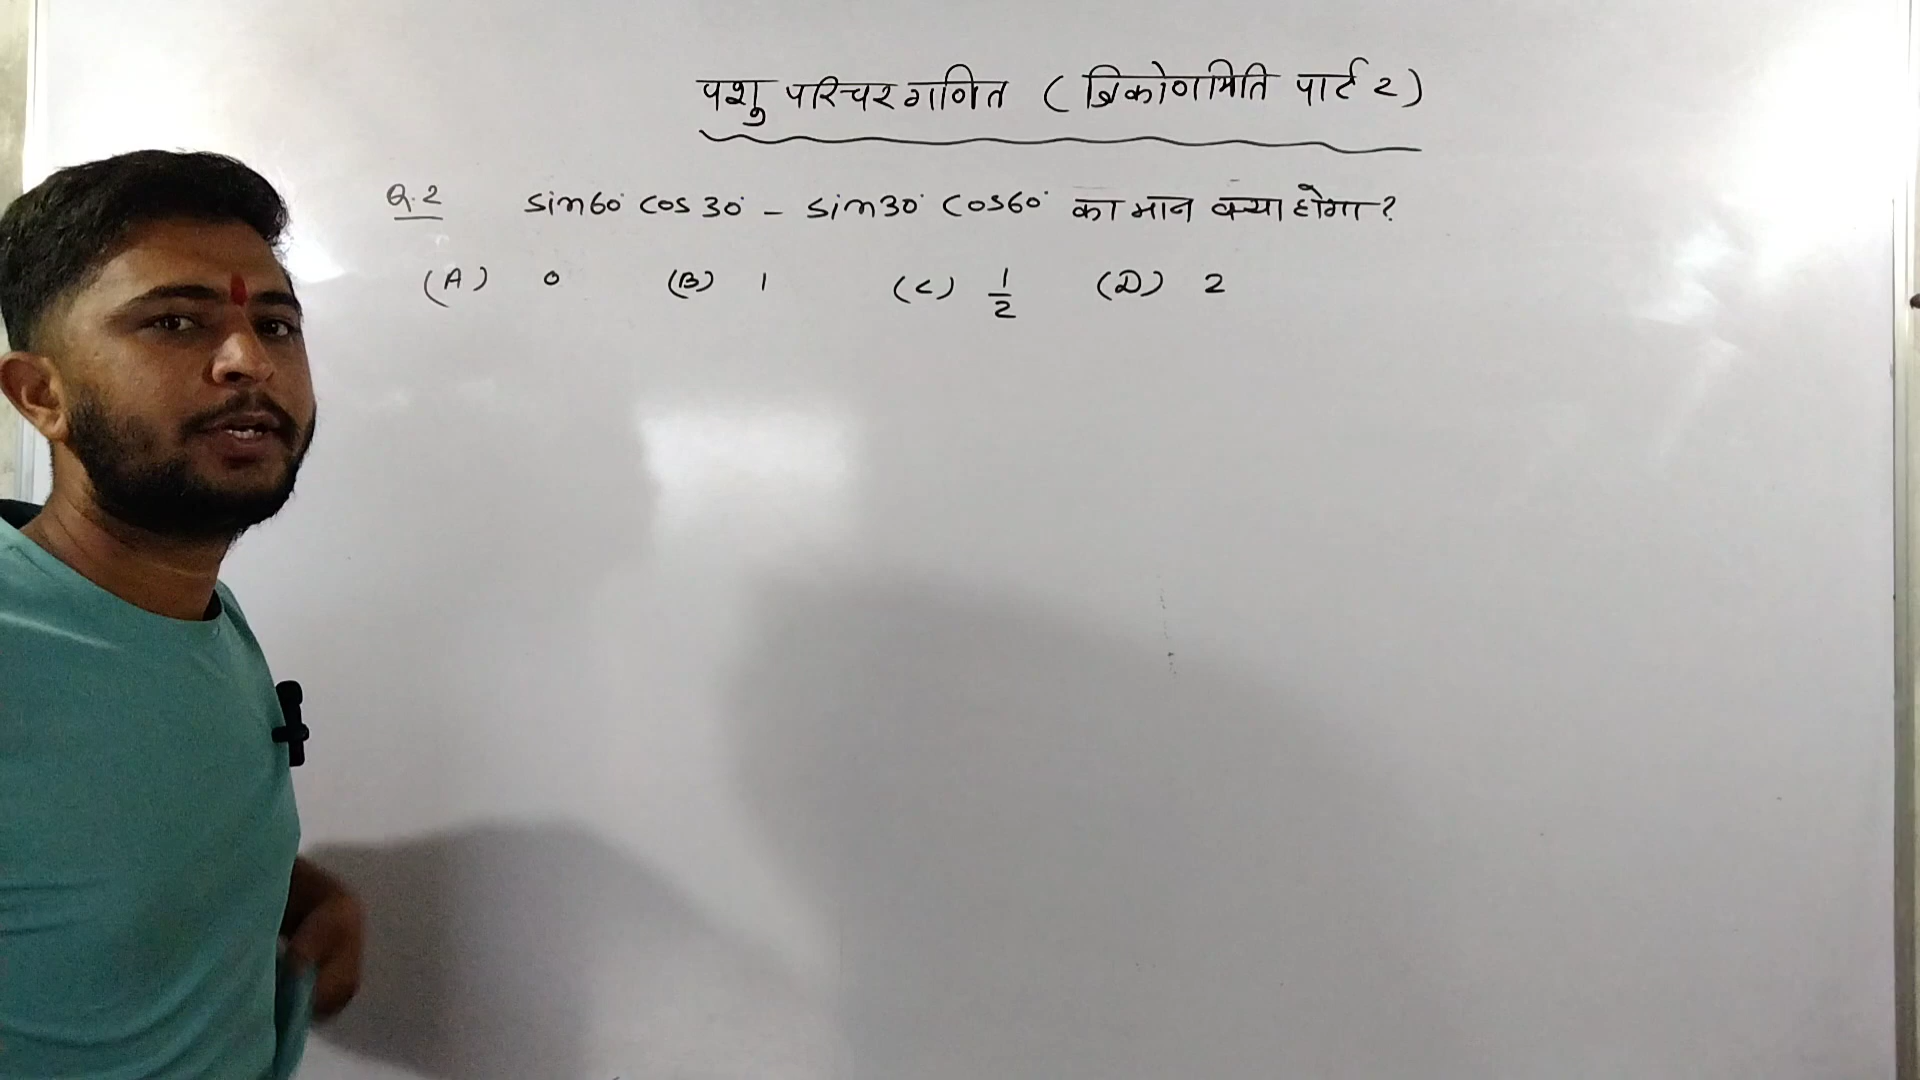 पशु परिचर गणित ( त्रिकोणमिति पार्ट 2 )
Q.2 sin60° cos30° - sin30° cos60° का मान क्या होगा ?
(A) 0 (B) 1 (C) 1/2 (D) 2